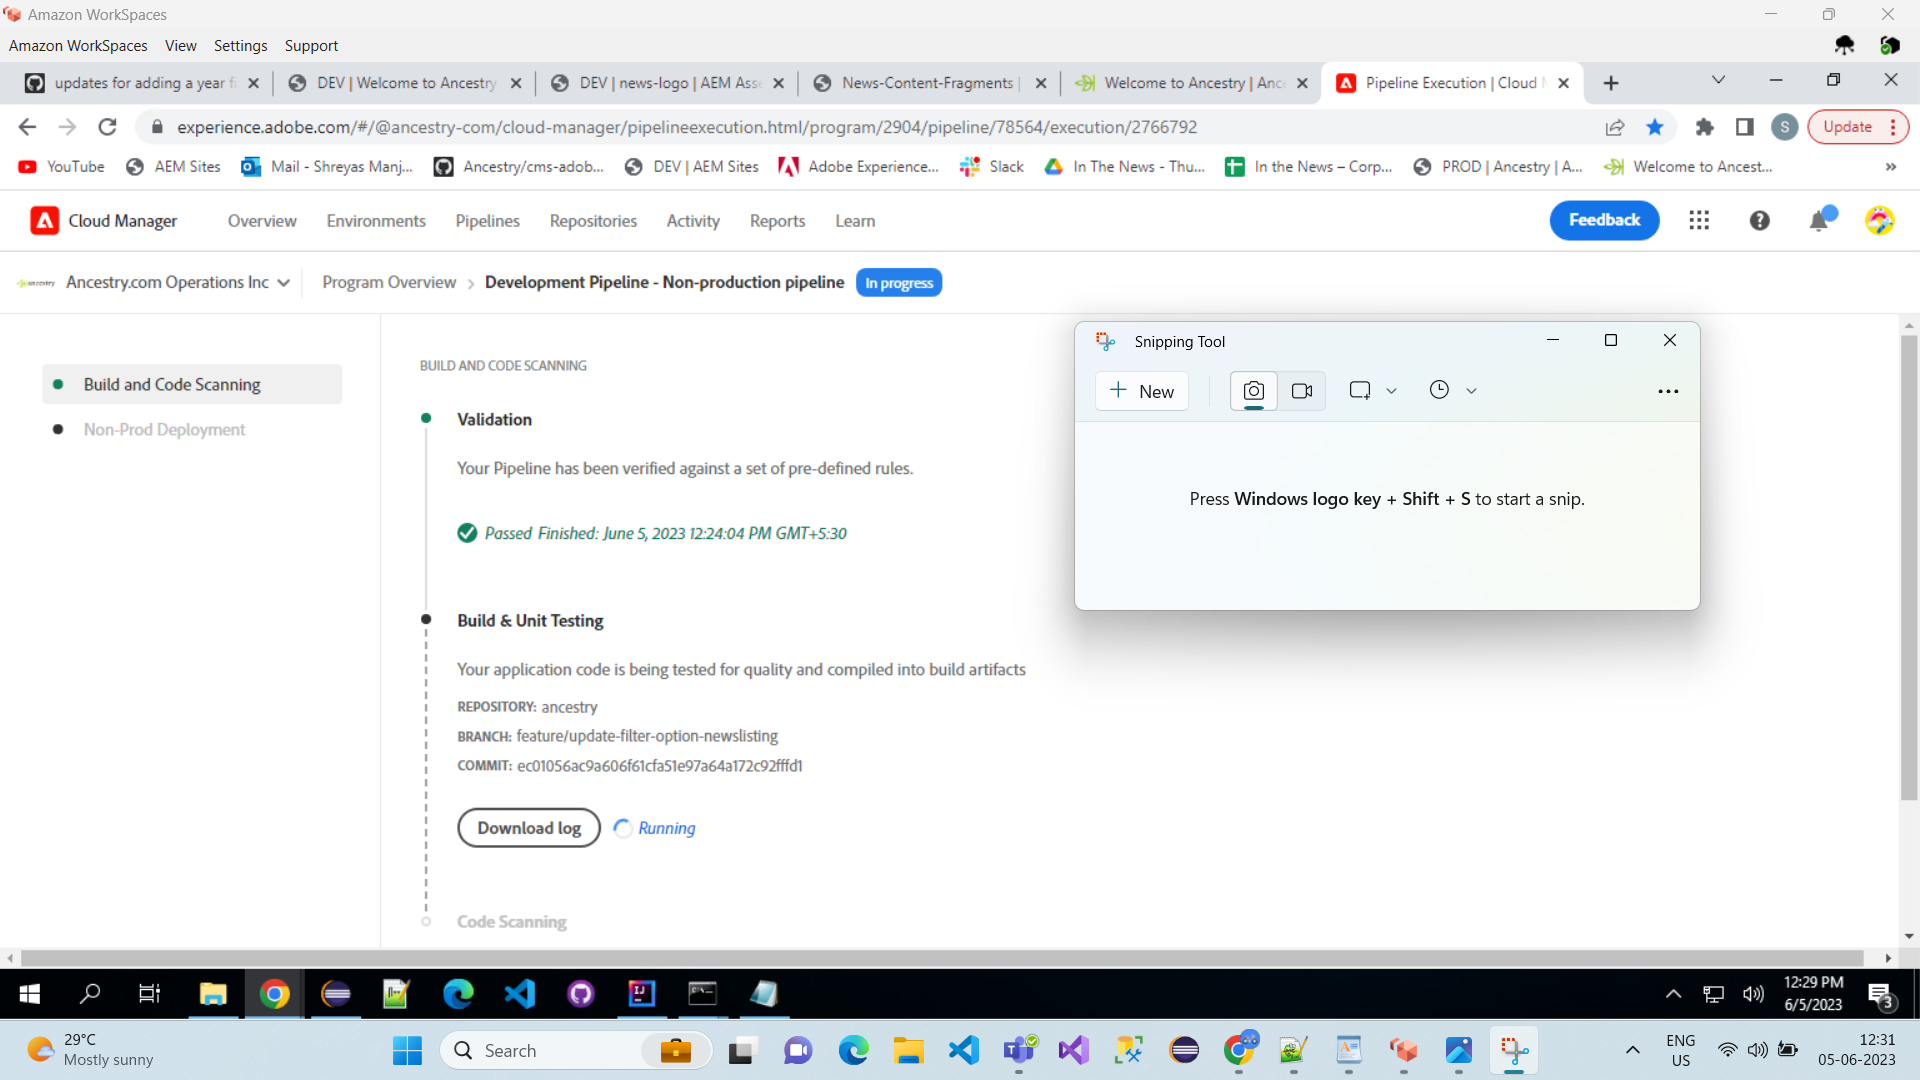 Amazon WorkSpaces
Amazon WorkSpaces View Settings Support
updates for adding a year fi DEV | Welcome to Ancestry DEV | news-logo | AEM Asse News-Content-Fragments | Welcome to Ancestry | Anc Pipeline Execution | Cloud
experience.adobe.com/#/@ancestry-com/cloud-manager/pipelineexecution.html/program/2904/pipeline/78564/execution/2766792 S Update
YouTube AEM Sites Mail - Shreyas Manj... Ancestry/cms-adob... DEV | AEM Sites Adobe Experience... Slack In The News - Thu... In the News – Corp... PROD | Ancestry | A... Welcome to Ancest... »
Cloud Manager Overview Environments Pipelines Repositories Activity Reports Learn Feedback
Ancestry.com Operations Inc Program Overview > Development Pipeline - Non-production pipeline In progress
Build and Code Scanning
Non-Prod Deployment
BUILD AND CODE SCANNING
Validation
Your Pipeline has been verified against a set of pre-defined rules.
Passed Finished: June 5, 2023 12:24:04 PM GMT+5:30
Build & Unit Testing
Your application code is being tested for quality and compiled into build artifacts
REPOSITORY: ancestry
BRANCH: feature/update-filter-option-newslisting
COMMIT: ec01056ac9a606f61cfa51e97a64a172c92fffd1
Download log Running
Code Scanning
Snipping Tool
New
Press Windows logo key + Shift + S to start a snip.
12:29 PM
6/5/2023
3
29°C
Mostly sunny
Search
ENG
US
12:31
05-06-2023